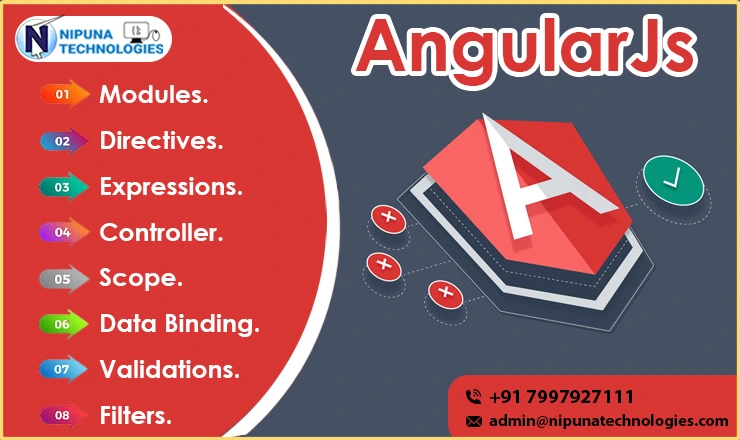 NIPUNA
TECHNOLOGIES
AngularJs
01 Modules.
02 Directives.
03 Expressions.
04 Controller.
05 Scope.
06 Data Binding.
07 Validations.
08 Filters.
+91 7997927111
admin@nipunatechnologies.com